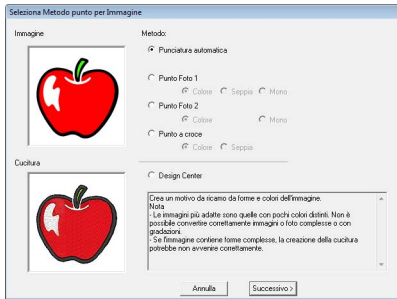 Seleziona Metodo punto per Immagine
Immagine
Metodo:
Punciatura automatica
Punto Foto 1
Colore Seppia Mono
Punto Foto 2
Colore Mono
Punto a croce
Colore Seppia
Cucitura
Design Center
Crea un motivo da ricamo da forme e colori dell'immagine.
Nota
- Le immagini più adatte sono quelle con pochi colori distinti. Non è
possibile convertire correttamente immagini o foto complesse o con
gradazioni.
- Se l'immagine contiene forme complesse, la creazione della cucitura
potrebbe non avvenire correttamente.
Annulla
Successivo >